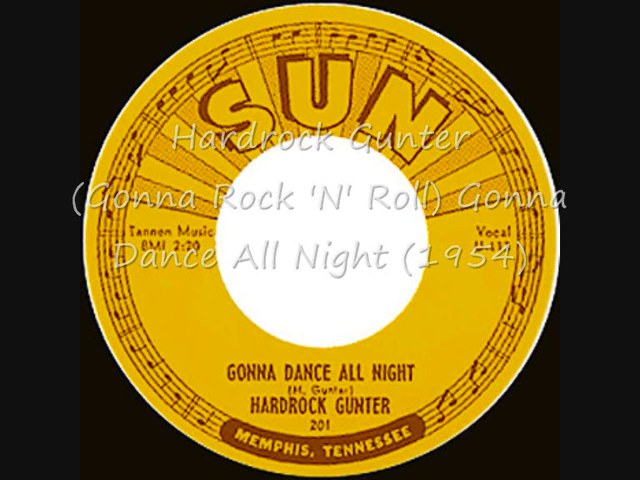 SUN
Hardrock Gunter
(Gonna Rock 'N' Roll) Gonna
Dance All Night (1954)
Tannen Music
BMI 2:20
Vocal
GONNA DANCE ALL NIGHT
(H. Gunter)
HARDROCK GUNTER
201
MEMPHIS, TENNESSEE